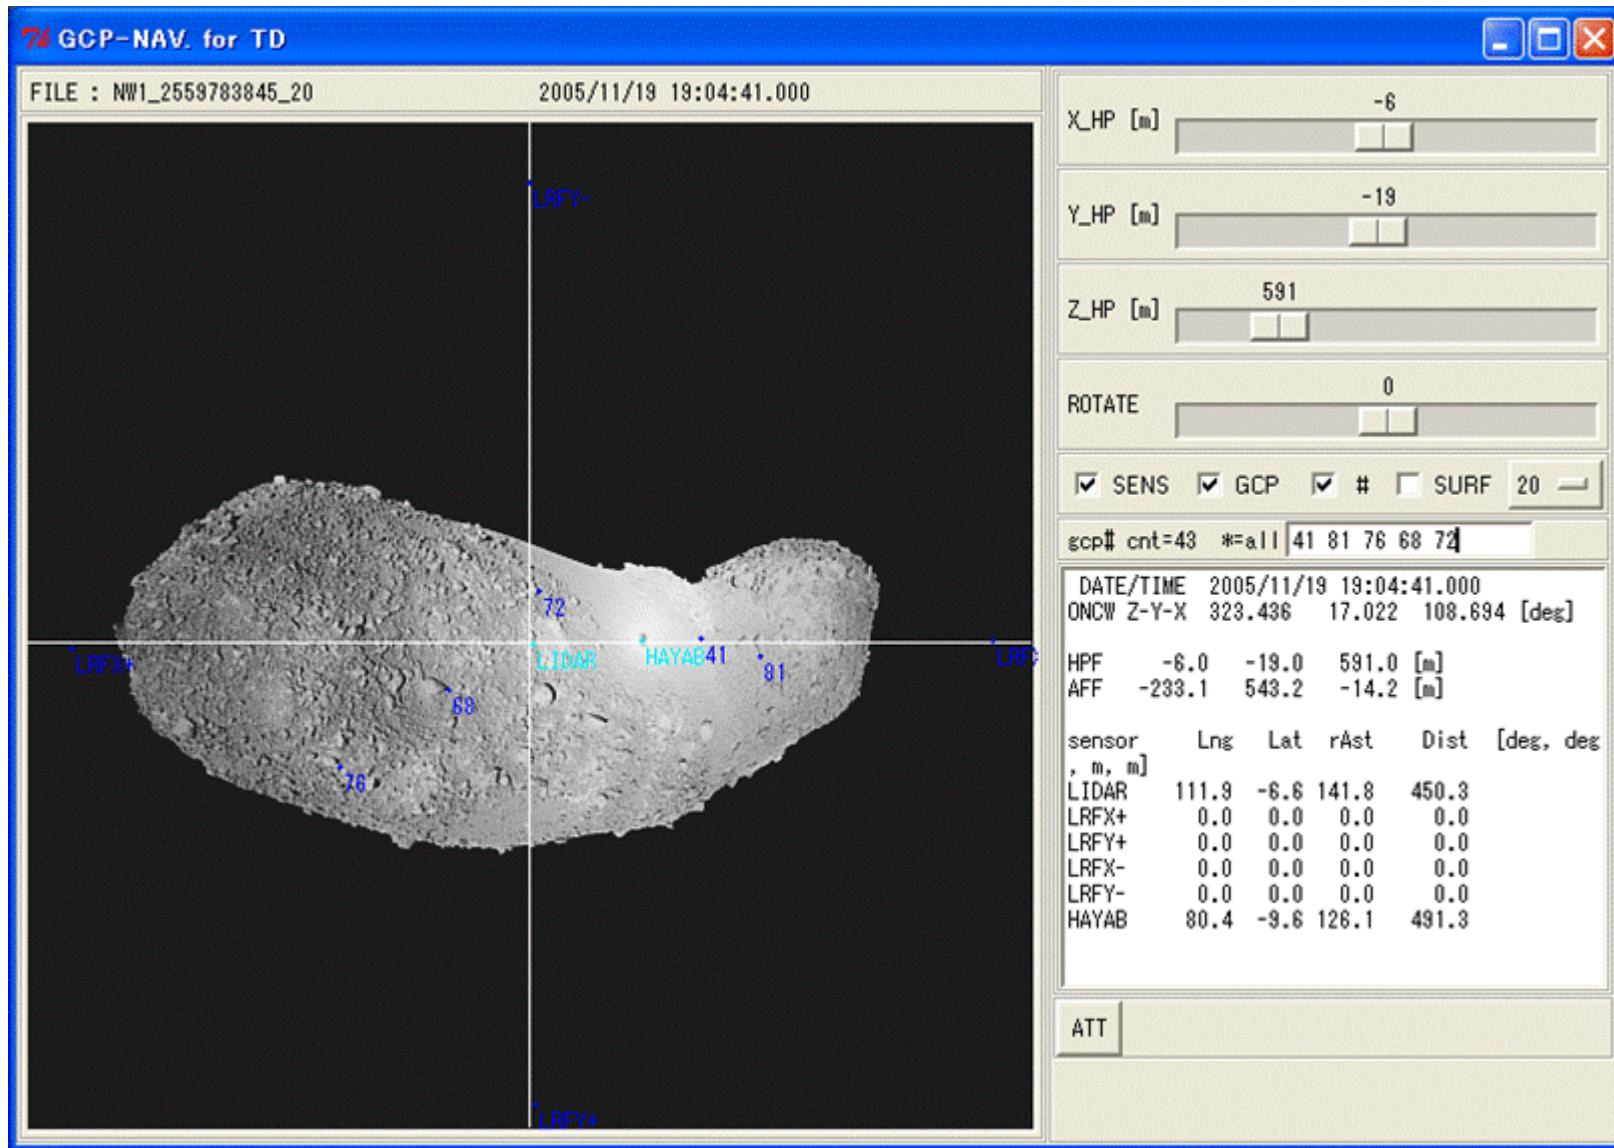 GCP-NAV. for TD
FILE : NW1_2559783845_20 2005/11/19 19:04:41.000
LRFY-
72
LRFX+
LIDAR
HAYAB
41
81
68
76
LRFY+
X_HP [m] -6
Y_HP [m] -19
Z_HP [m] 591
ROTATE 0
SENS GCP # SURF 20
gcp# cnt=43 *=all 41 81 76 68 72
DATE/TIME 2005/11/19 19:04:41.000
ONCW Z-Y-X 323.436 17.022 108.694 [deg]
HPF -6.0 -19.0 591.0 [m]
AFF -233.1 543.2 -14.2 [m]
sensor Lng Lat rAst Dist [deg, deg
, m, m]
LIDAR 111.9 -6.6 141.8 450.3
LRFX+ 0.0 0.0 0.0 0.0
LRFY+ 0.0 0.0 0.0 0.0
LRFX- 0.0 0.0 0.0 0.0
LRFY- 0.0 0.0 0.0 0.0
HAYAB 80.4 -9.6 126.1 491.3
ATT